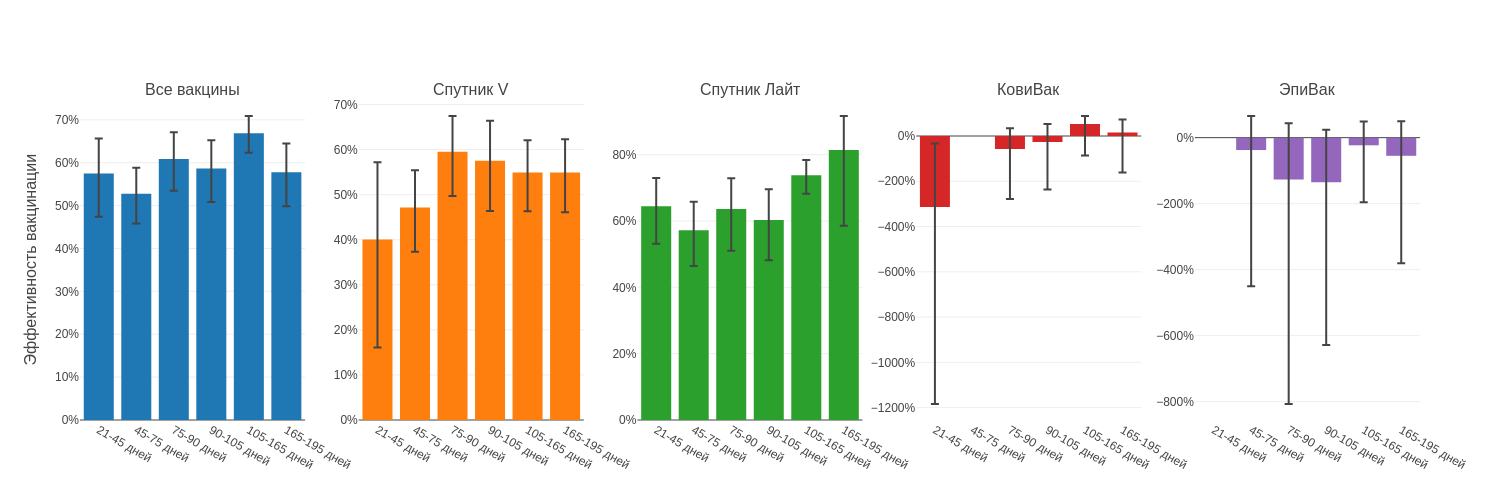 Все вакцины
Спутник V
Спутник Лайт
КовиВак
ЭпиВак
Эффективность вакцинации
70%
60%
50%
40%
30%
20%
10%
0%
21-45 дней
45-75 дней
75-90 дней
90-105 дней
105-165 дней
165-195 дней
70%
60%
50%
40%
30%
20%
10%
0%
21-45 дней
45-75 дней
75-90 дней
90-105 дней
105-165 дней
165-195 дней
80%
60%
40%
20%
0%
21-45 дней
45-75 дней
75-90 дней
90-105 дней
105-165 дней
165-195 дней
0%
−200%
−400%
−600%
−800%
−1000%
−1200%
21-45 дней
45-75 дней
75-90 дней
90-105 дней
105-165 дней
165-195 дней
0%
−200%
−400%
−600%
−800%
21-45 дней
45-75 дней
75-90 дней
90-105 дней
105-165 дней
165-195 дней